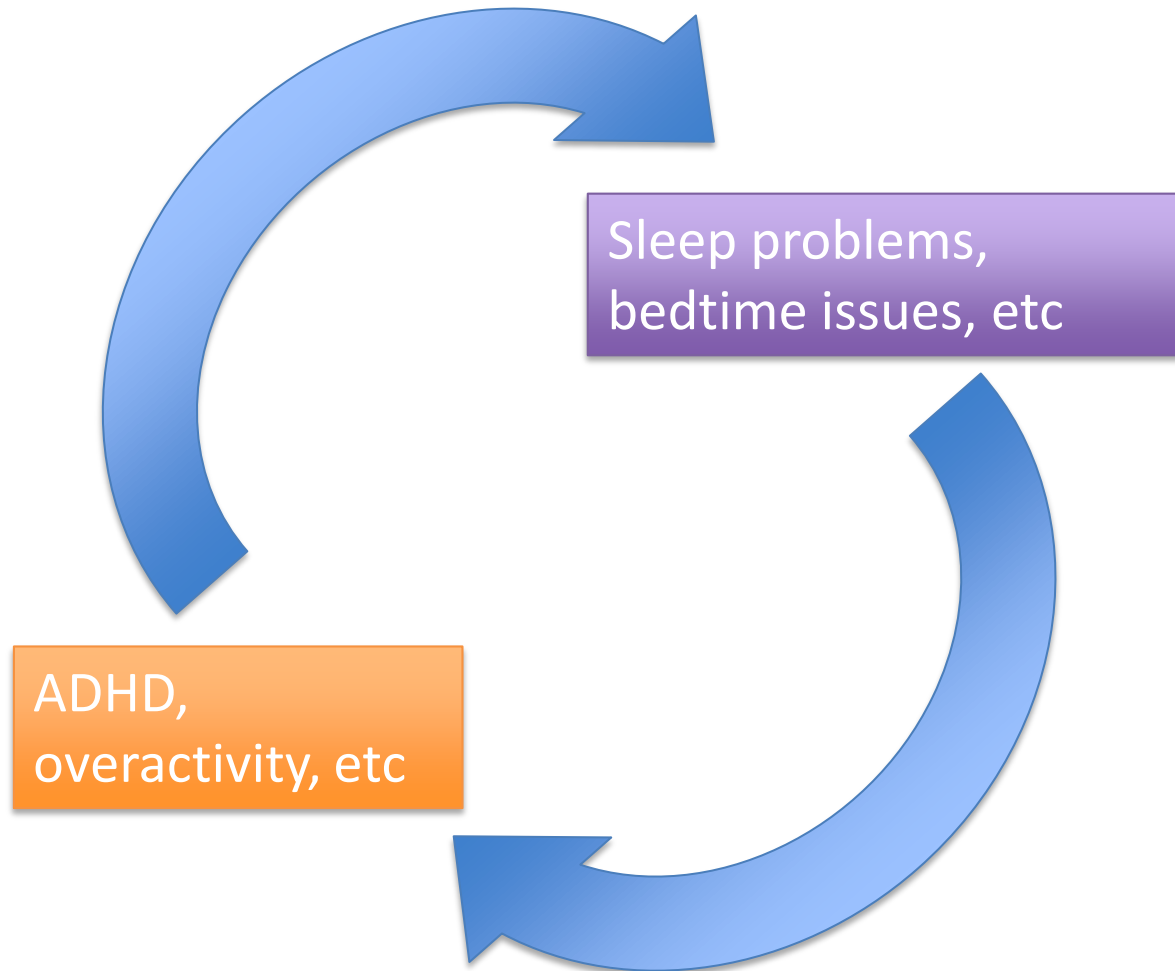 Sleep problems,
bedtime issues, etc
ADHD,
overactivity, etc